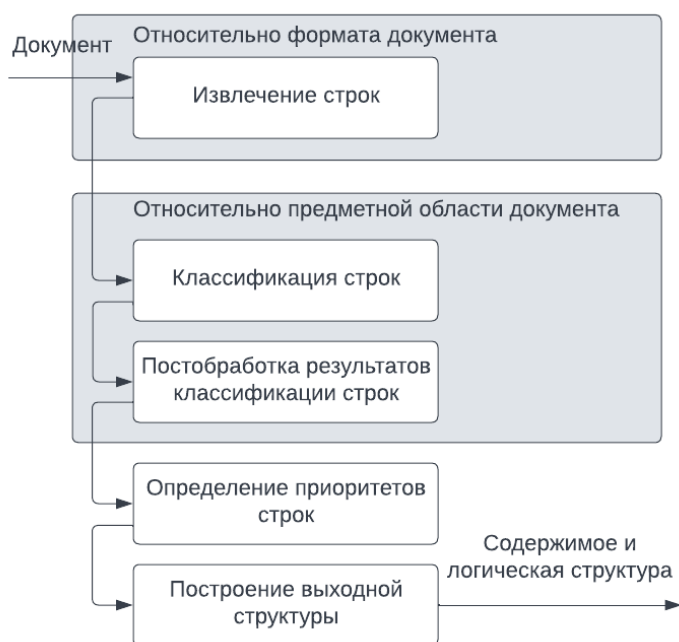 Относительно формата документа
Документ
Извлечение строк
Относительно предметной области документа
Классификация строк
Постобработка результатов
классификации строк
Определение приоритетов
строк
Содержимое и
логическая структура
Построение выходной
структуры